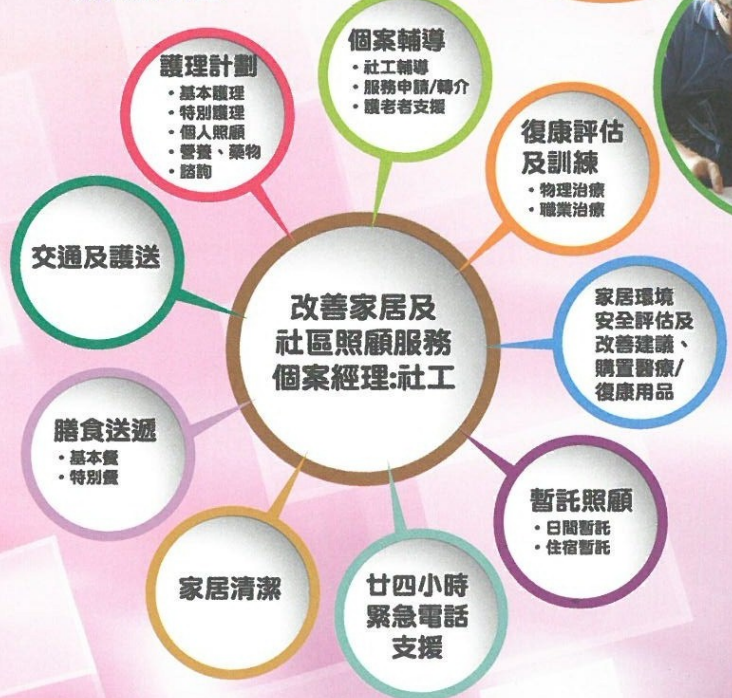 個案輔導
・社工輔導
・服務申請/轉介
・護老者支援
護理計劃
・基本護理
・特別護理
・個人照顧
・營養、藥物
・諮詢
復康評估
及訓練
・物理治療
・職業治療
交通及護送
改善家居及
社區照顧服務
個案經理:社工
家居環境
安全評估及
改善建議、
購置醫療/
復康用品
膳食送遞
・基本餐
・特別餐
暫託照顧
・日間暫託
・住宿暫託
家居清潔
廿四小時
緊急電話
支援